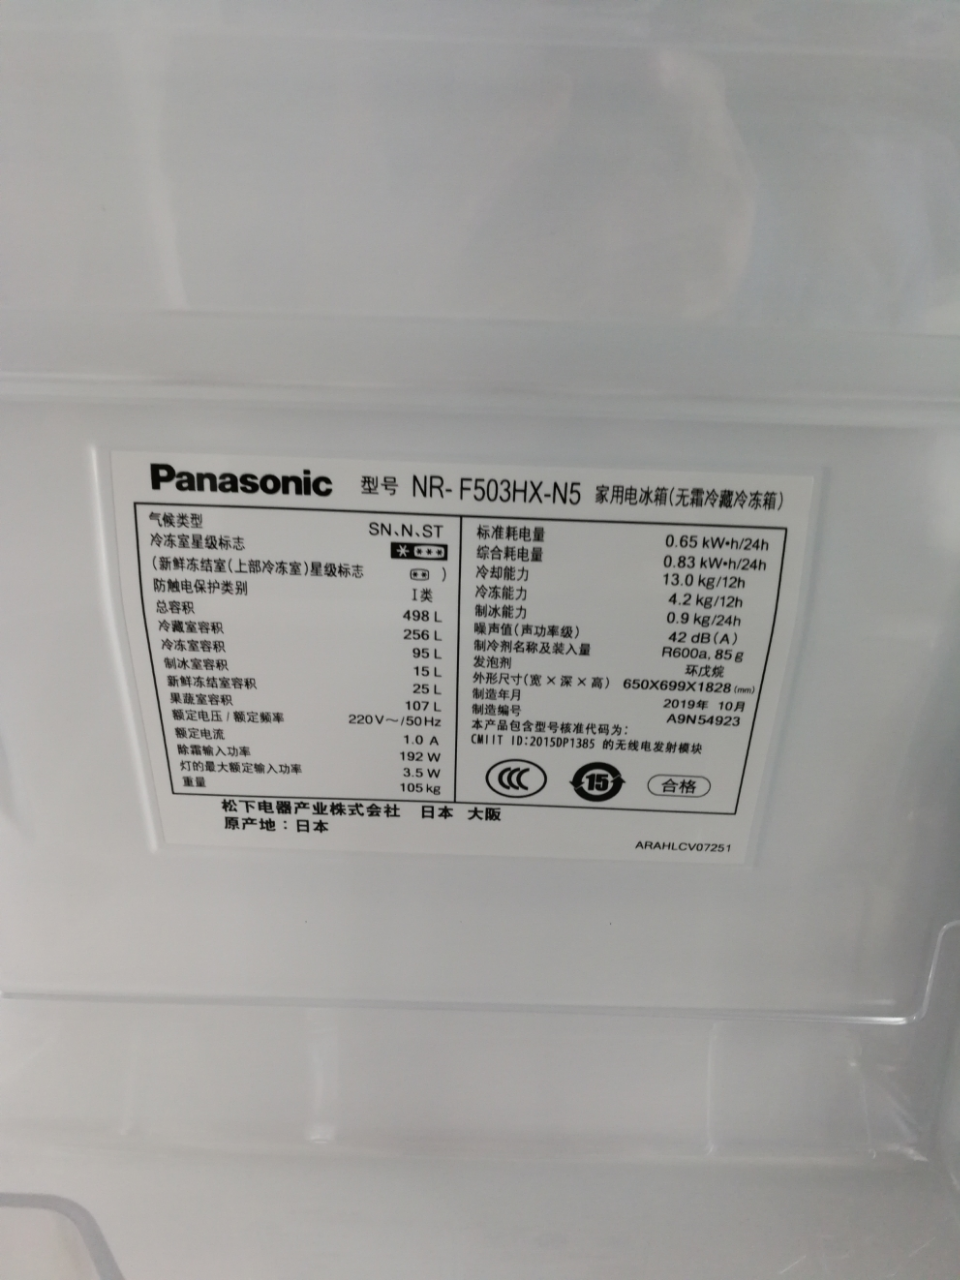 Panasonic 型号 NR- F503HX-N5 家用电冰箱(无霜冷藏冷冻箱)
气候类型 SN、N、ST
冷冻室星级标志
(新鲜冻结室(上部冷冻室)星级标志 )
防触电保护类别 I类
总容积 498 L
冷藏室容积 256 L
冷冻室容积 95 L
制冰室容积 15 L
新鲜冻结室容积 25 L
果蔬室容积 107 L
额定电压/额定频率 220V～/50Hz
额定电流 1.0 A
除霜输入功率 192 W
灯的最大额定输入功率 3.5 W
重量 105 kg
标准耗电量 0.65 kW•h/24h
综合耗电量 0.83 kW•h/24h
冷却能力 13.0 kg/12h
冷冻能力 4.2 kg/12h
制冰能力 0.9 kg/24h
噪声值(声功率级) 42 dB(A)
制冷剂名称及装入量 R600a, 85g
发泡剂 环戊烷
外形尺寸(宽×深×高) 650X699X1828(mm)
制造年月 2019年 10月
制造编号 A9N54923
本产品包含型号核准代码为:
CMIIT ID:2015DP1385 的无线电发射模块
CCC 15 合格
松下电器产业株式会社 日本 大阪
原产地：日本
ARAHLCV07251